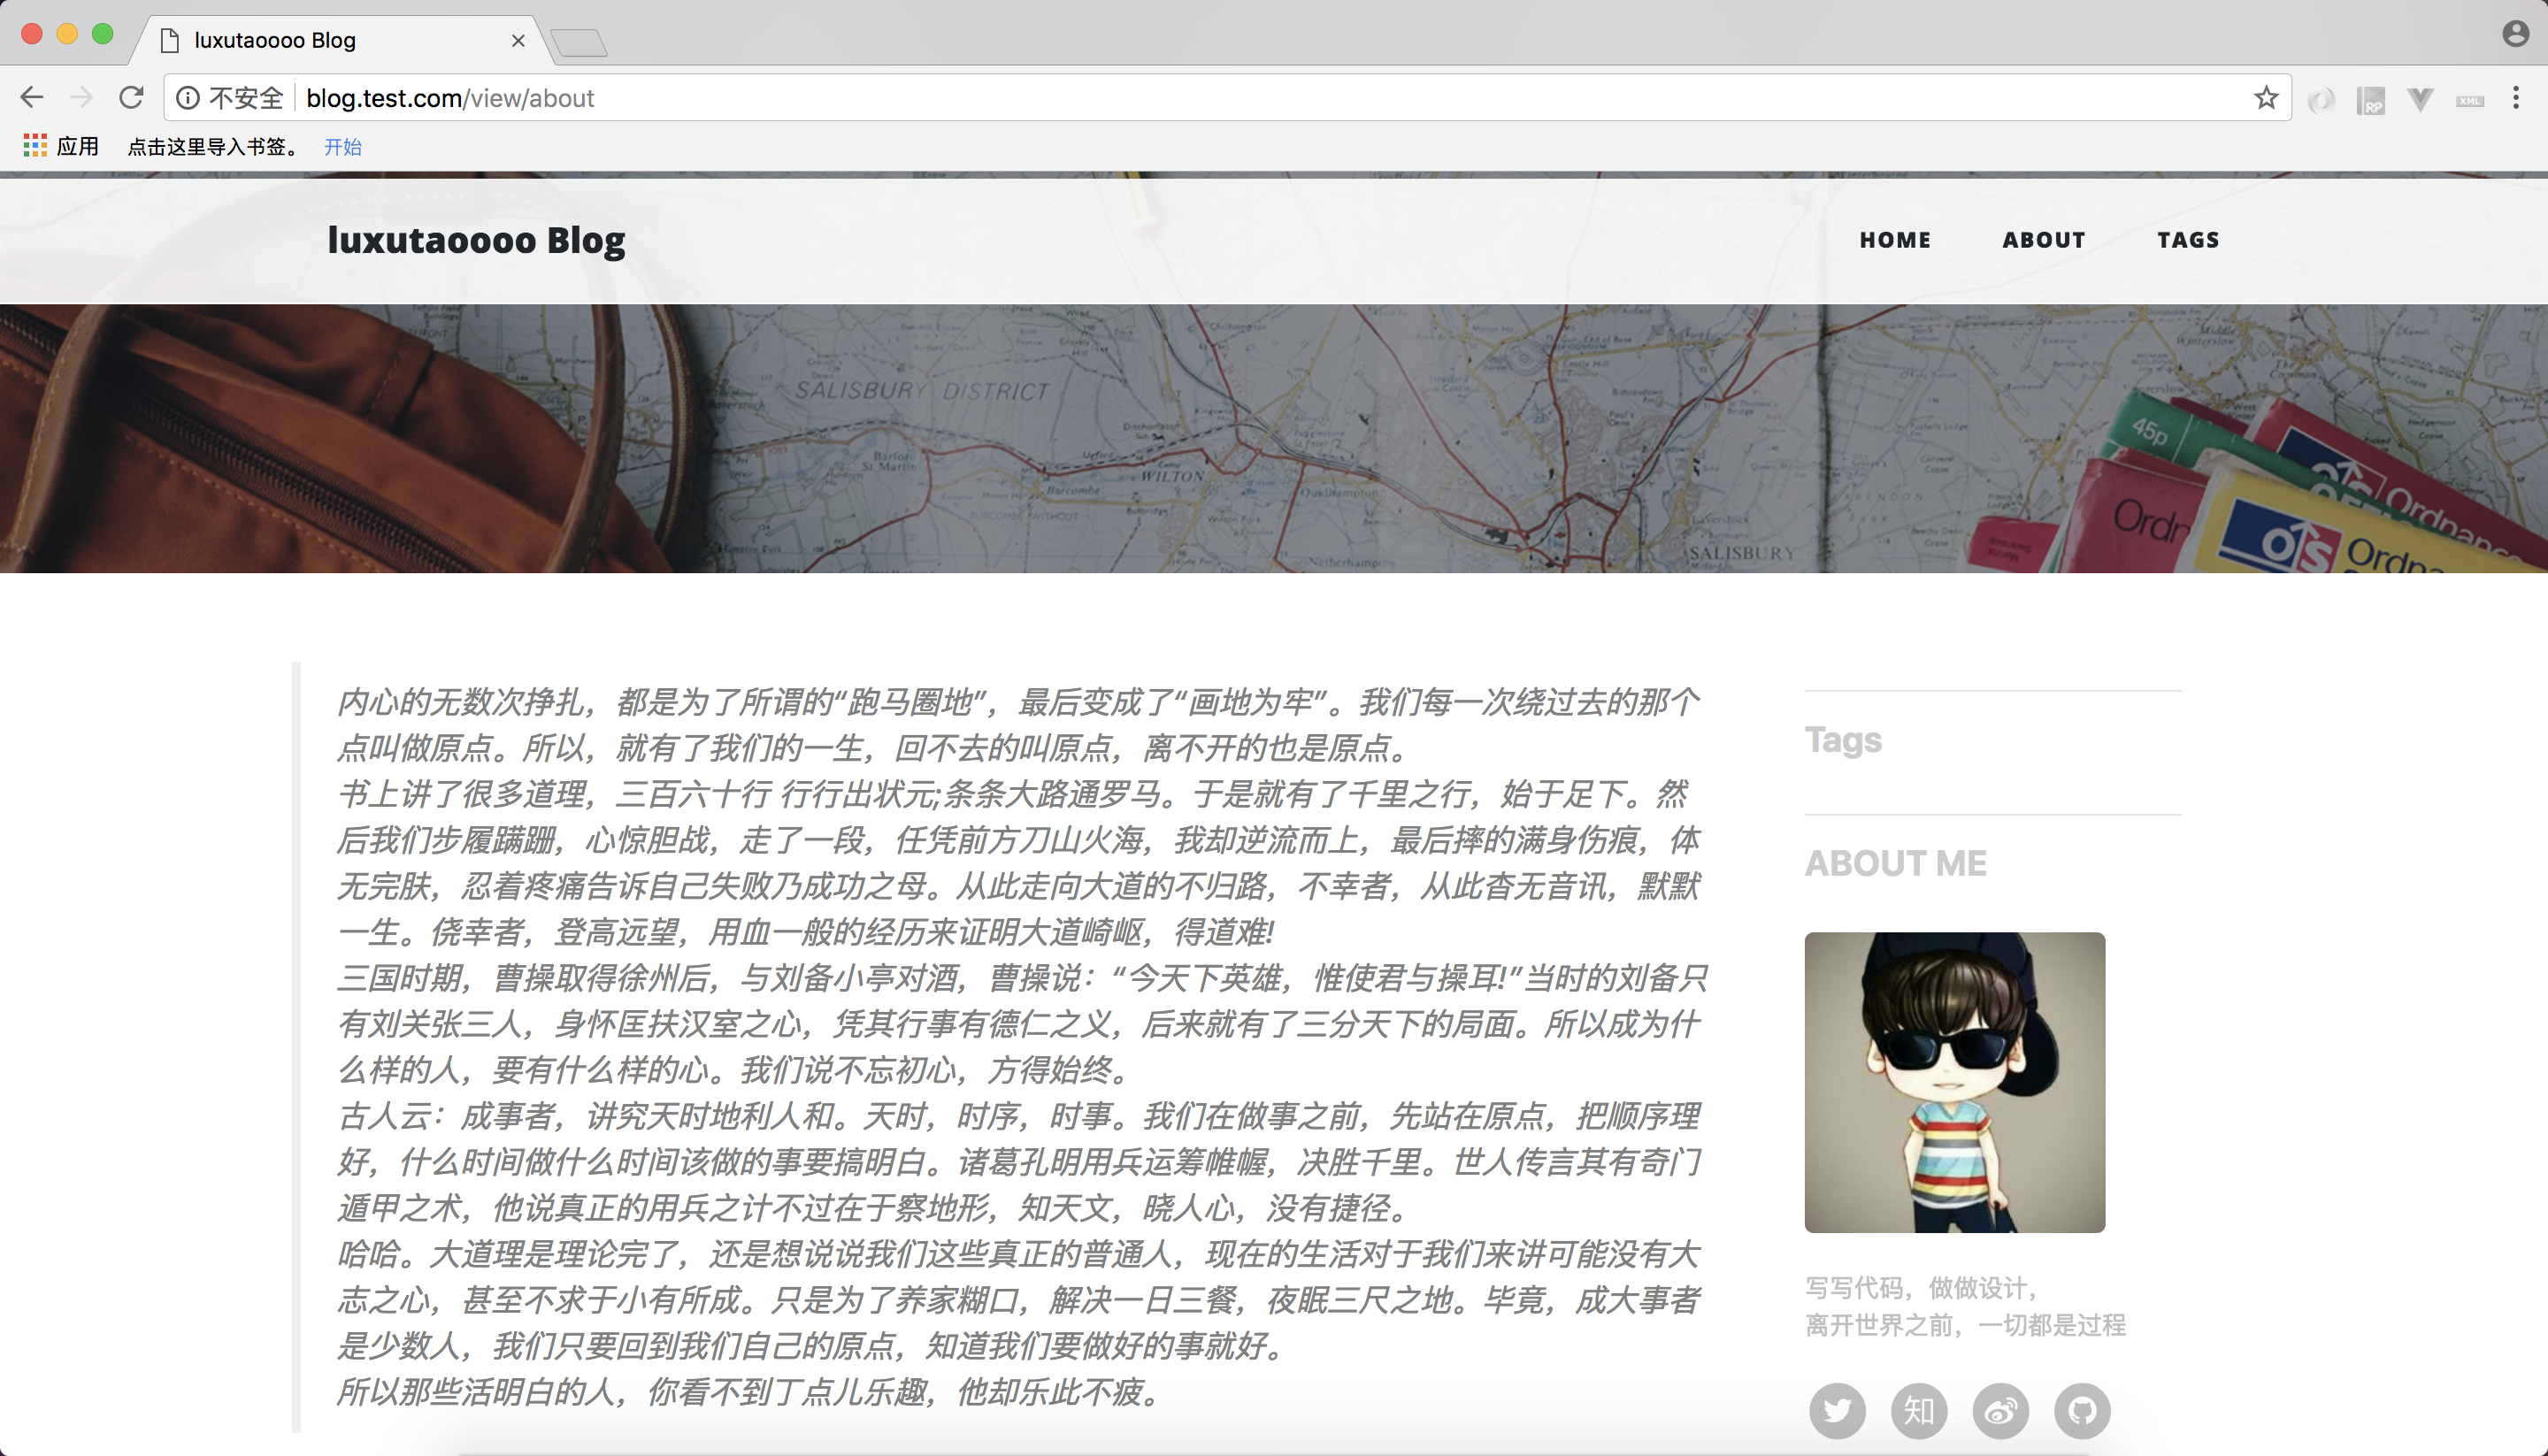 luxutaoooo Blog
不安全
blog.test.com/view/about
RP
XML
应用
点击这里导入书签。
开始
luxutaoooo Blog
HOME
ABOUT
TAGS
SALISBURY DISTRICT
Barford
St. Martin
WILTON
Burcombe
Quidhampton
Netherhampton
SALISBURY
45p
Ordn
OS
Ordnance
内心的无数次挣扎，都是为了所谓的“跑马圈地”，最后变成了“画地为牢”。我们每一次绕过去的那个
点叫做原点。所以，就有了我们的一生，回不去的叫原点，离不开的也是原点。
书上讲了很多道理，三百六十行 行行出状元;条条大路通罗马。于是就有了千里之行，始于足下。然
后我们步履蹒跚，心惊胆战，走了一段，任凭前方刀山火海，我却逆流而上，最后摔的满身伤痕，体
无完肤，忍着疼痛告诉自己失败乃成功之母。从此走向大道的不归路，不幸者，从此杳无音讯，默默
一生。侥幸者，登高远望，用血一般的经历来证明大道崎岖，得道难!
三国时期，曹操取得徐州后，与刘备小亭对酒，曹操说：“今天下英雄，惟使君与操耳!”当时的刘备只
有刘关张三人，身怀匡扶汉室之心，凭其行事有德仁之义，后来就有了三分天下的局面。所以成为什
么样的人，要有什么样的心。我们说不忘初心，方得始终。
古人云：成事者，讲究天时地利人和。天时，时序，时事。我们在做事之前，先站在原点，把顺序理
好，什么时间做什么时间该做的事要搞明白。诸葛孔明用兵运筹帷幄，决胜千里。世人传言其有奇门
遁甲之术，他说真正的用兵之计不过在于察地形，知天文，晓人心，没有捷径。
哈哈。大道理是理论完了，还是想说说我们这些真正的普通人，现在的生活对于我们来讲可能没有大
志之心，甚至不求于小有所成。只是为了养家糊口，解决一日三餐，夜眠三尺之地。毕竟，成大事者
是少数人，我们只要回到我们自己的原点，知道我们要做好的事就好。
所以那些活明白的人，你看不到丁点儿乐趣，他却乐此不疲。
Tags
ABOUT ME
写写代码，做做设计，
离开世界之前，一切都是过程
知